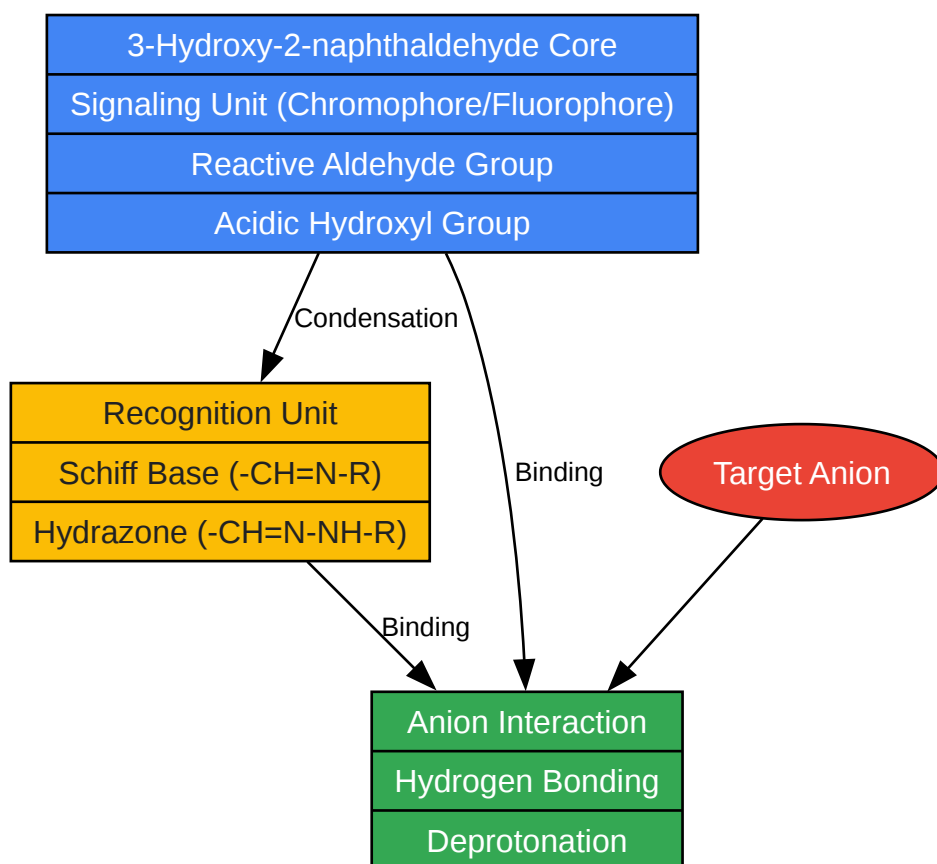 3-Hydroxy-2-naphthaldehyde Core
Signaling Unit (Chromophore/Fluorophore)
Reactive Aldehyde Group
Acidic Hydroxyl Group
Condensation
Recognition Unit
Schiff Base (-CH=N-R)
Hydrazone (-CH=N-NH-R)
Binding
Target Anion
Binding
Anion Interaction
Hydrogen Bonding
Deprotonation